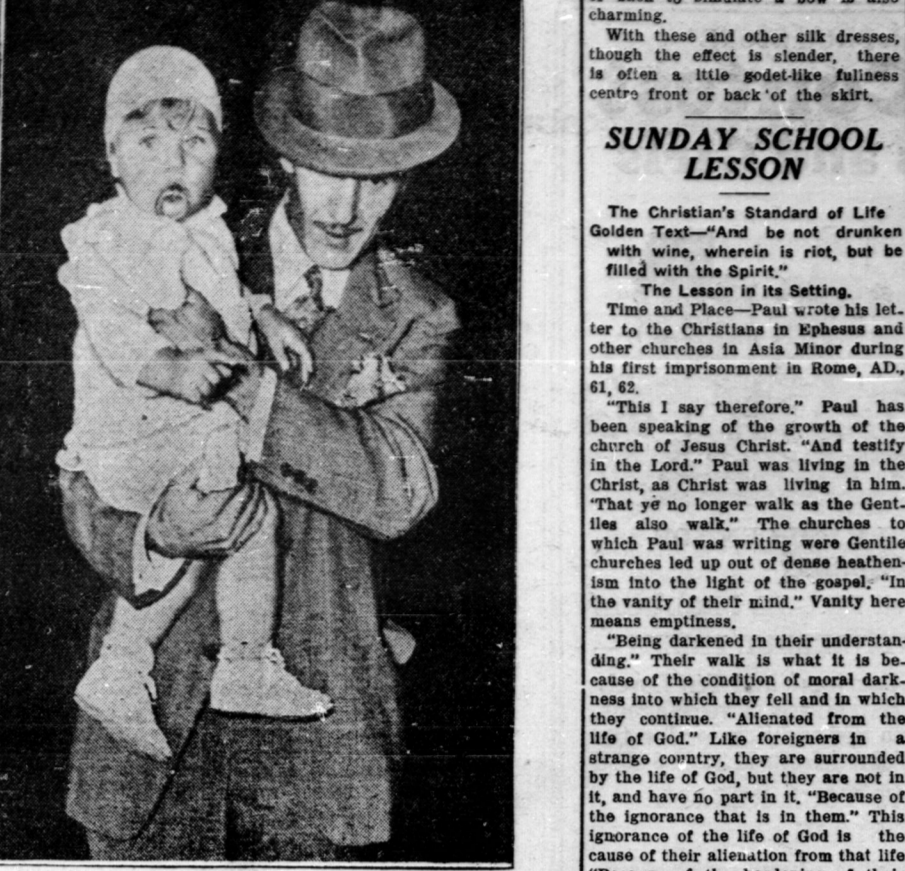 charming.
With these and other silk dresses,
though the effect is slender, there
is often a lttle godet-like fullness
centre front or back of the skirt.
SUNDAY SCHOOL
LESSON
The Christian's Standard of Life
Golden Text—"And be not drunken
with wine, wherein is riot, but be
filled with the Spirit."
The Lesson in its Setting.
Time and Place—Paul wrote his let-
ter to the Christians in Ephesus and
other churches in Asia Minor during
his first imprisonment in Rome, AD.,
61, 62.
"This I say therefore." Paul has
been speaking of the growth of the
church of Jesus Christ. "And testify
in the Lord." Paul was living in the
Christ, as Christ was living in him.
'That ye no longer walk as the Gent-
iles also walk." The churches to
which Paul was writing were Gentile
churches led up out of dense heathen-
ism into the light of the gospel. "In
the vanity of their mind." Vanity here
means emptiness.
"Being darkened in their understan-
ding." Their walk is what it is be-
cause of the condition of moral dark-
ness into which they fell and in which
they continue. "Alienated from the
life of God." Like foreigners in a
strange country, they are surrounded
by the life of God, but they are not in
it, and have no part in it. "Because of
the ignorance that is in them." This
ignorance of the life of God is the
cause of their alienation from that life